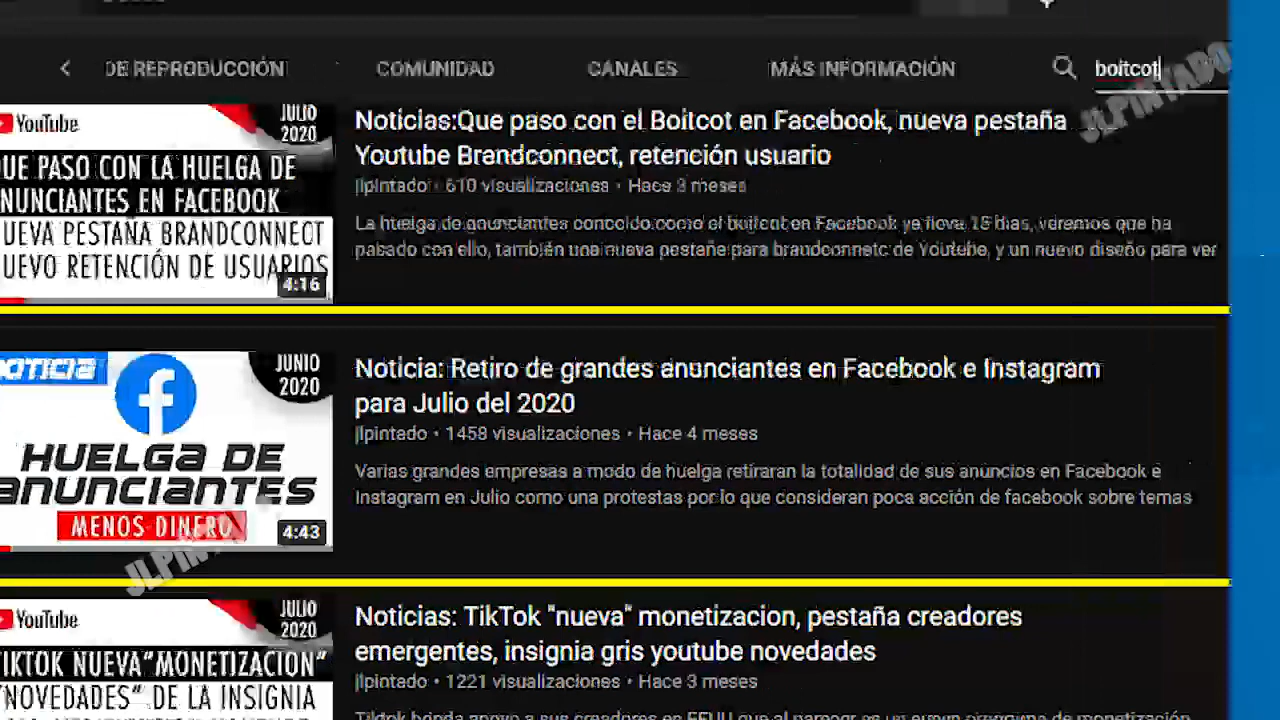 DE REPRODUCCIÓN COMUNIDAD CANALES MÁS INFORMACIÓN boitcot
JLPINTADO
YouTube
JULIO
2020
UE PASO CON LA HUELGA DE
NUNCIANTES EN FACEBOOK
UEVA PESTAÑA BRANDCONNECT
UEVO RETENCIÓN DE USUARIOS
4:16
Noticias:Que paso con el Boitcot en Facebook, nueva pestaña
Youtube Brandconnect, retención usuario
jlpintado • 610 visualizaciones • Hace 3 meses
La huelga de anunciantes conocido como el boitcot en Facebook ya lleva 15 dias, veremos que ha
pasado con ello, también una nueva pestaña para brandconnetc de Youtube, y un nuevo diseño para ver
OTICIA
JUNIO
2020
HUELGA DE
ANUNCIANTES
MENOS DINERO
4:43
JLPINTADO
Noticia: Retiro de grandes anunciantes en Facebook e Instagram
para Julio del 2020
jlpintado • 1458 visualizaciones • Hace 4 meses
Varias grandes empresas a modo de huelga retiraran la totalidad de sus anuncios en Facebook e
Instagram en Julio como una protestas por lo que consideran poca acción de facebook sobre temas
YouTube
JULIO
2020
IKTOK NUEVA“MONETIZACION“
“NOVEDADES“ DE LA INSIGNIA
Noticias: TikTok "nueva" monetizacion, pestaña creadores
emergentes, insignia gris youtube novedades
jlpintado • 1221 visualizaciones • Hace 3 meses